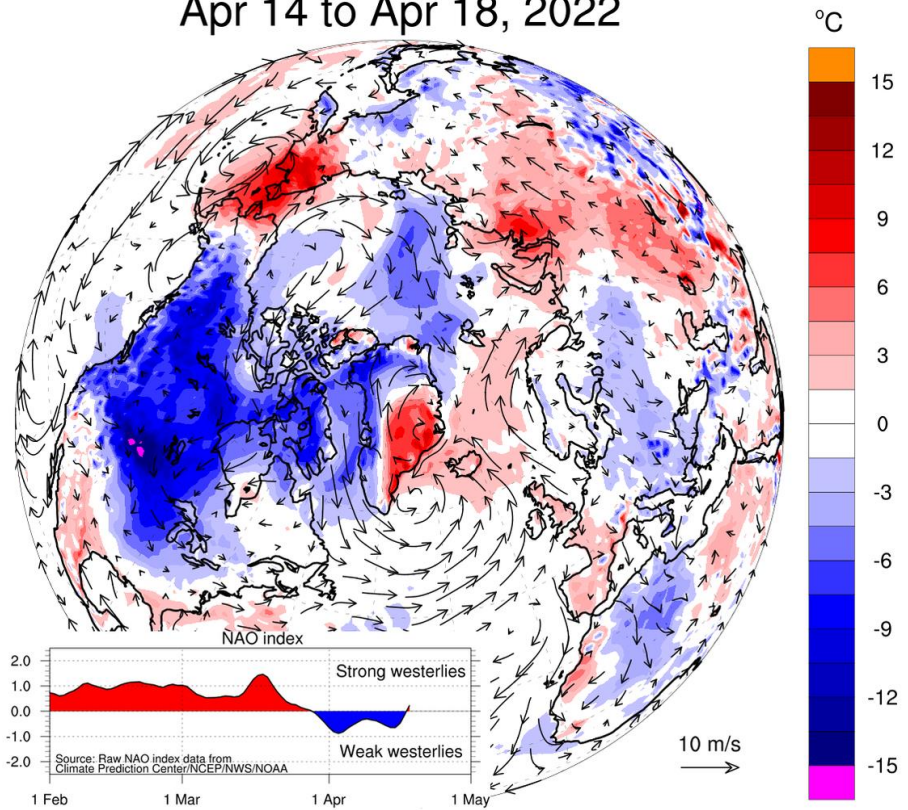 Apr 14 to Apr 18, 2022
°C
15
12
9
6
3
0
-3
-6
-9
-12
-15
10 m/s
NAO index
2.0
1.0
0.0
-1.0
-2.0
Strong westerlies
Weak westerlies
Source: Raw NAO index data from
Climate Prediction Center/NCEP/NWS/NOAA
1 Feb
1 Mar
1 Apr
1 May